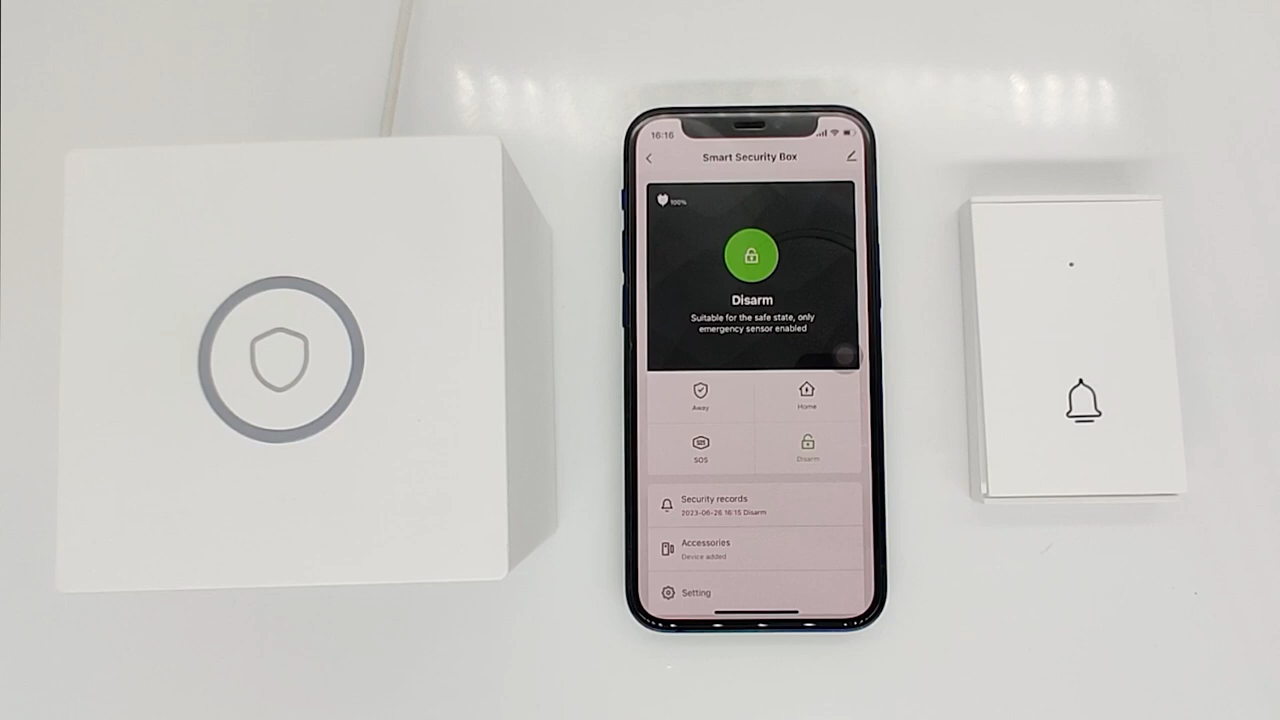 16:16
Smart Security Box
100%
Disarm
Suitable for the safe state, only
emergency sensor enabled
Away
Home
SOS
Disarm
Security records
2023-06-26 16:15 Disarm
Accessories
Device added
Setting